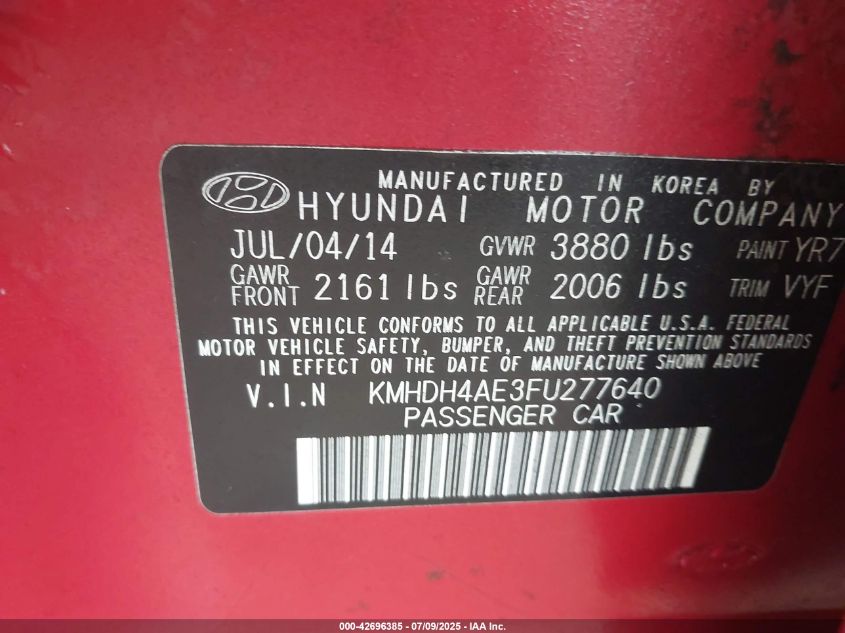 MANUFACTURED IN KOREA BY
HYUNDAI MOTOR COMPANY
JUL/04/14 GVWR 3880 lbs PAINT YR7
GAWR FRONT 2161 lbs GAWR REAR 2006 lbs TRIM VYF
THIS VEHICLE CONFORMS TO ALL APPLICABLE U.S.A. FEDERAL
MOTOR VEHICLE SAFETY, BUMPER, AND THEFT PREVENTION STANDARDS
IN EFFECT ON THE DATE OF MANUFACTURE SHOWN ABOVE
V.I.N KMHDH4AE3FU277640
PASSENGER CAR
000-42696385 - 07/09/2025 - IAA Inc.